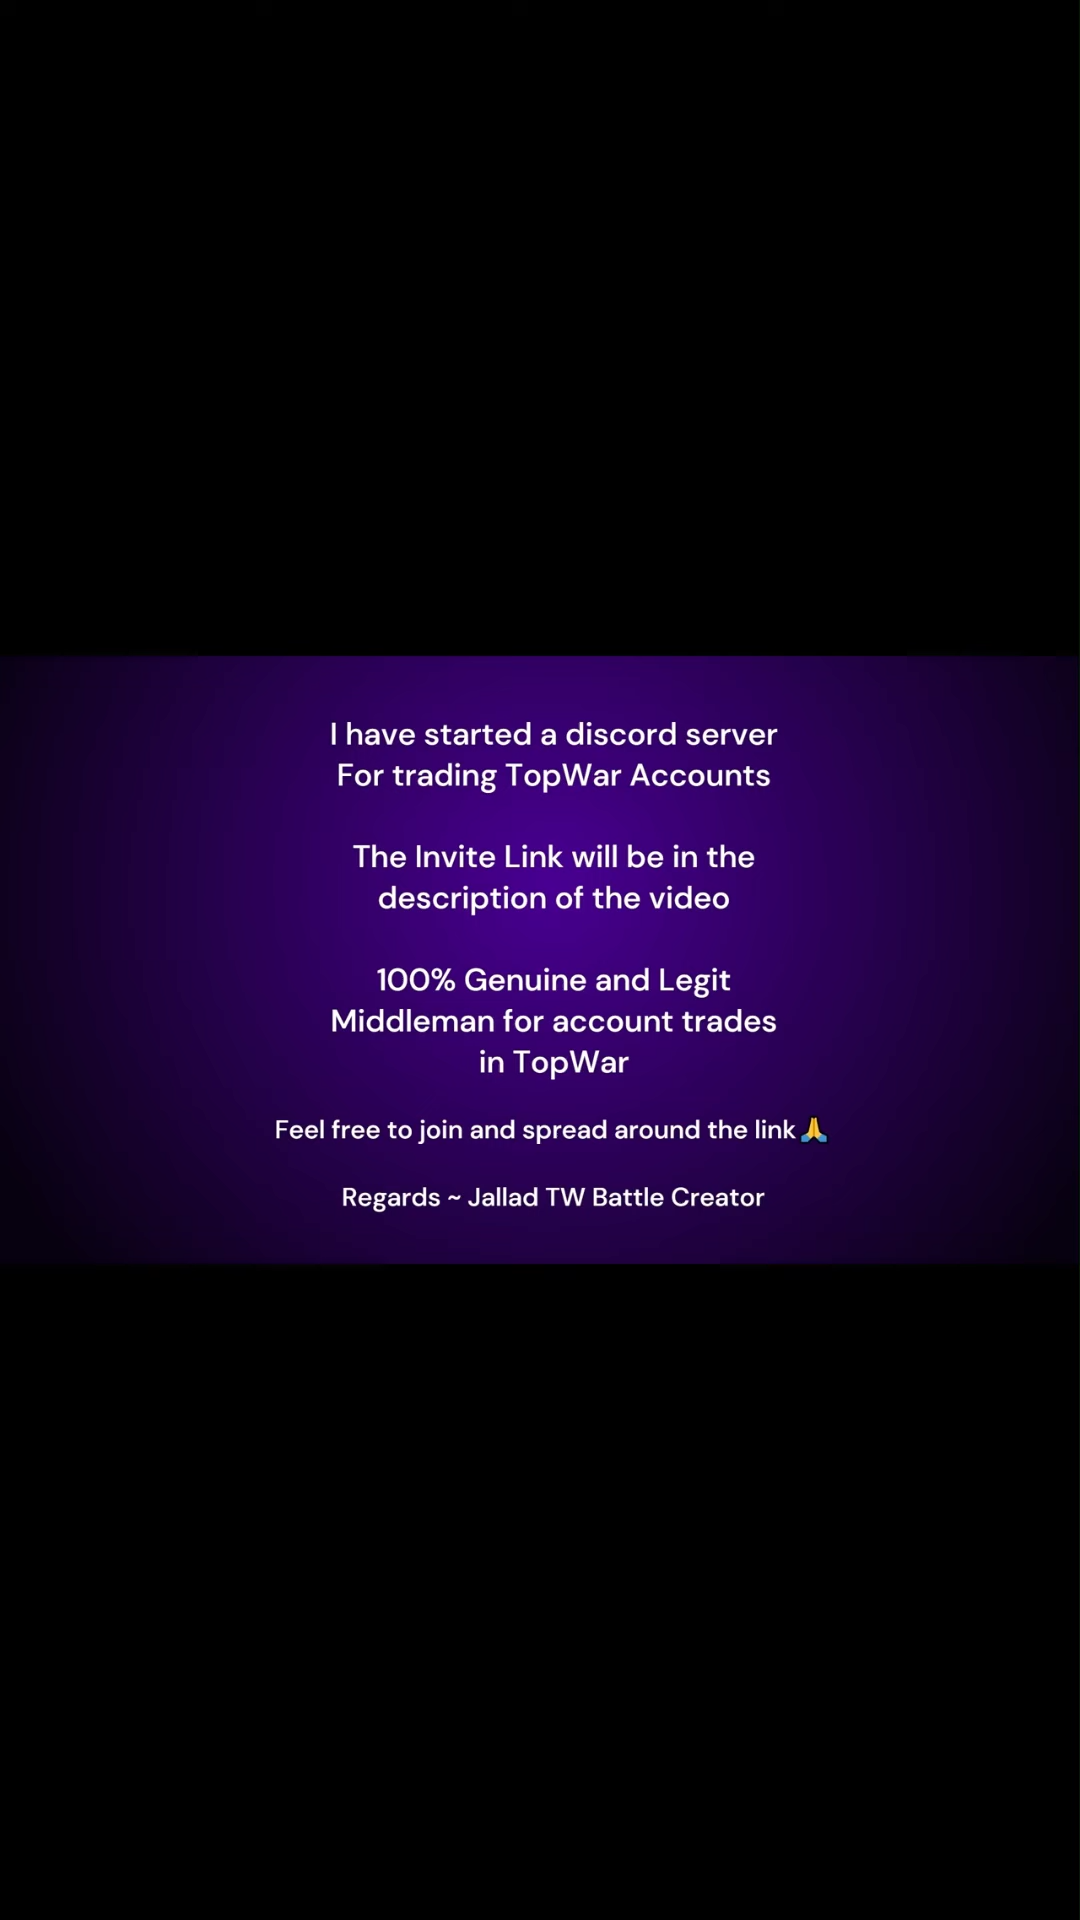 I have started a discord server
For trading TopWar Accounts
The Invite Link will be in the
description of the video
100% Genuine and Legit
Middleman for account trades
in TopWar
Feel free to join and spread around the link🙏
Regards ~ Jallad TW Battle Creator